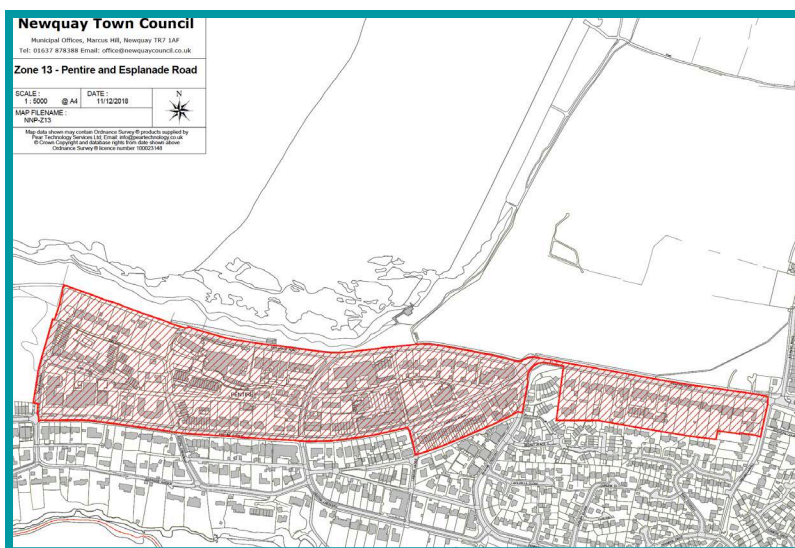 Newquay Town Council
Municipal Offices, Marcus Hill, Newquay TR7 1AF
Tel: 01637 878388 Email: office@newquaycouncil.co.uk
Zone 13 - Pentire and Esplanade Road
SCALE :
1 : 5000 @ A4
DATE :
11/12/2018
N
MAP FILENAME :
NNP-Z13
Map data shown may contain Ordnance Survey ® products supplied by
Pear Technology Services Ltd; Email: info@peartechnology.co.uk
© Crown Copyright and database rights from date shown above
Ordnance Survey ® licence number 100023148
PENTIRE